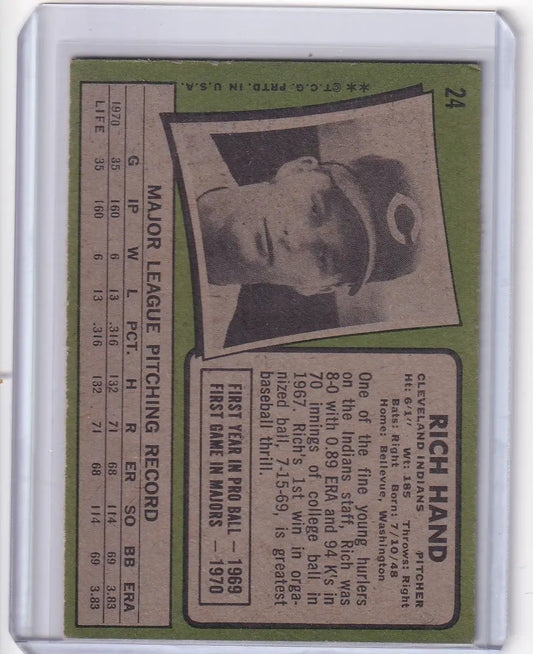 24
RICH HAND
CLEVELAND INDIANS PITCHER
Ht: 6'1" Wt: 185 Throws: Right
Bats: Right Born: 7/10/48
Home: Bellevue, Washington
One of the fine young hurlers
on the Indians staff, Rich was
8-0 with 0.89 ERA and 94 K's in
70 innings of college ball in
1967. Rich's 1st win in orga-
nized ball, 7-15-69, is greatest
baseball thrill.
FIRST YEAR IN PRO BALL — 1969
FIRST GAME IN MAJORS — 1970
C
**©T.C.G. PRTD. IN U.S.A.
MAJOR LEAGUE PITCHING RECORD
G IP W L PCT. H R ER SO BB ERA
1970 35 160 6 13 .316 132 71 68 114 69 3.83
LIFE 35 160 6 13 .316 132 71 68 114 69 3.83